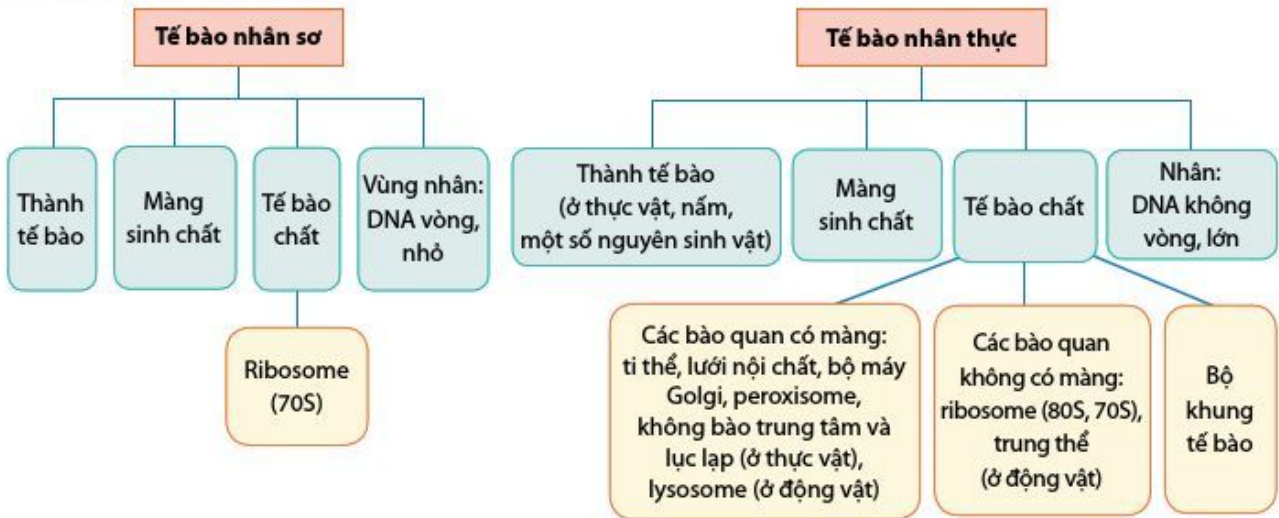 Tế bào nhân sơ
Thành
tế bào
Màng
sinh chất
Tế bào
chất
Vùng nhân:
DNA vòng,
nhỏ
Ribosome
(70S)
Tế bào nhân thực
Thành tế bào
(ở thực vật, nấm,
một số nguyên sinh vật)
Màng
sinh chất
Tế bào chất
Nhân:
DNA không
vòng, lớn
Các bào quan có màng:
ti thể, lưới nội chất, bộ máy
Golgi, peroxisome,
không bào trung tâm và
lục lạp (ở thực vật),
lysosome (ở động vật)
Các bào quan
không có màng:
ribosome (80S, 70S),
trung thể
(ở động vật)
Bộ
khung
tế bào